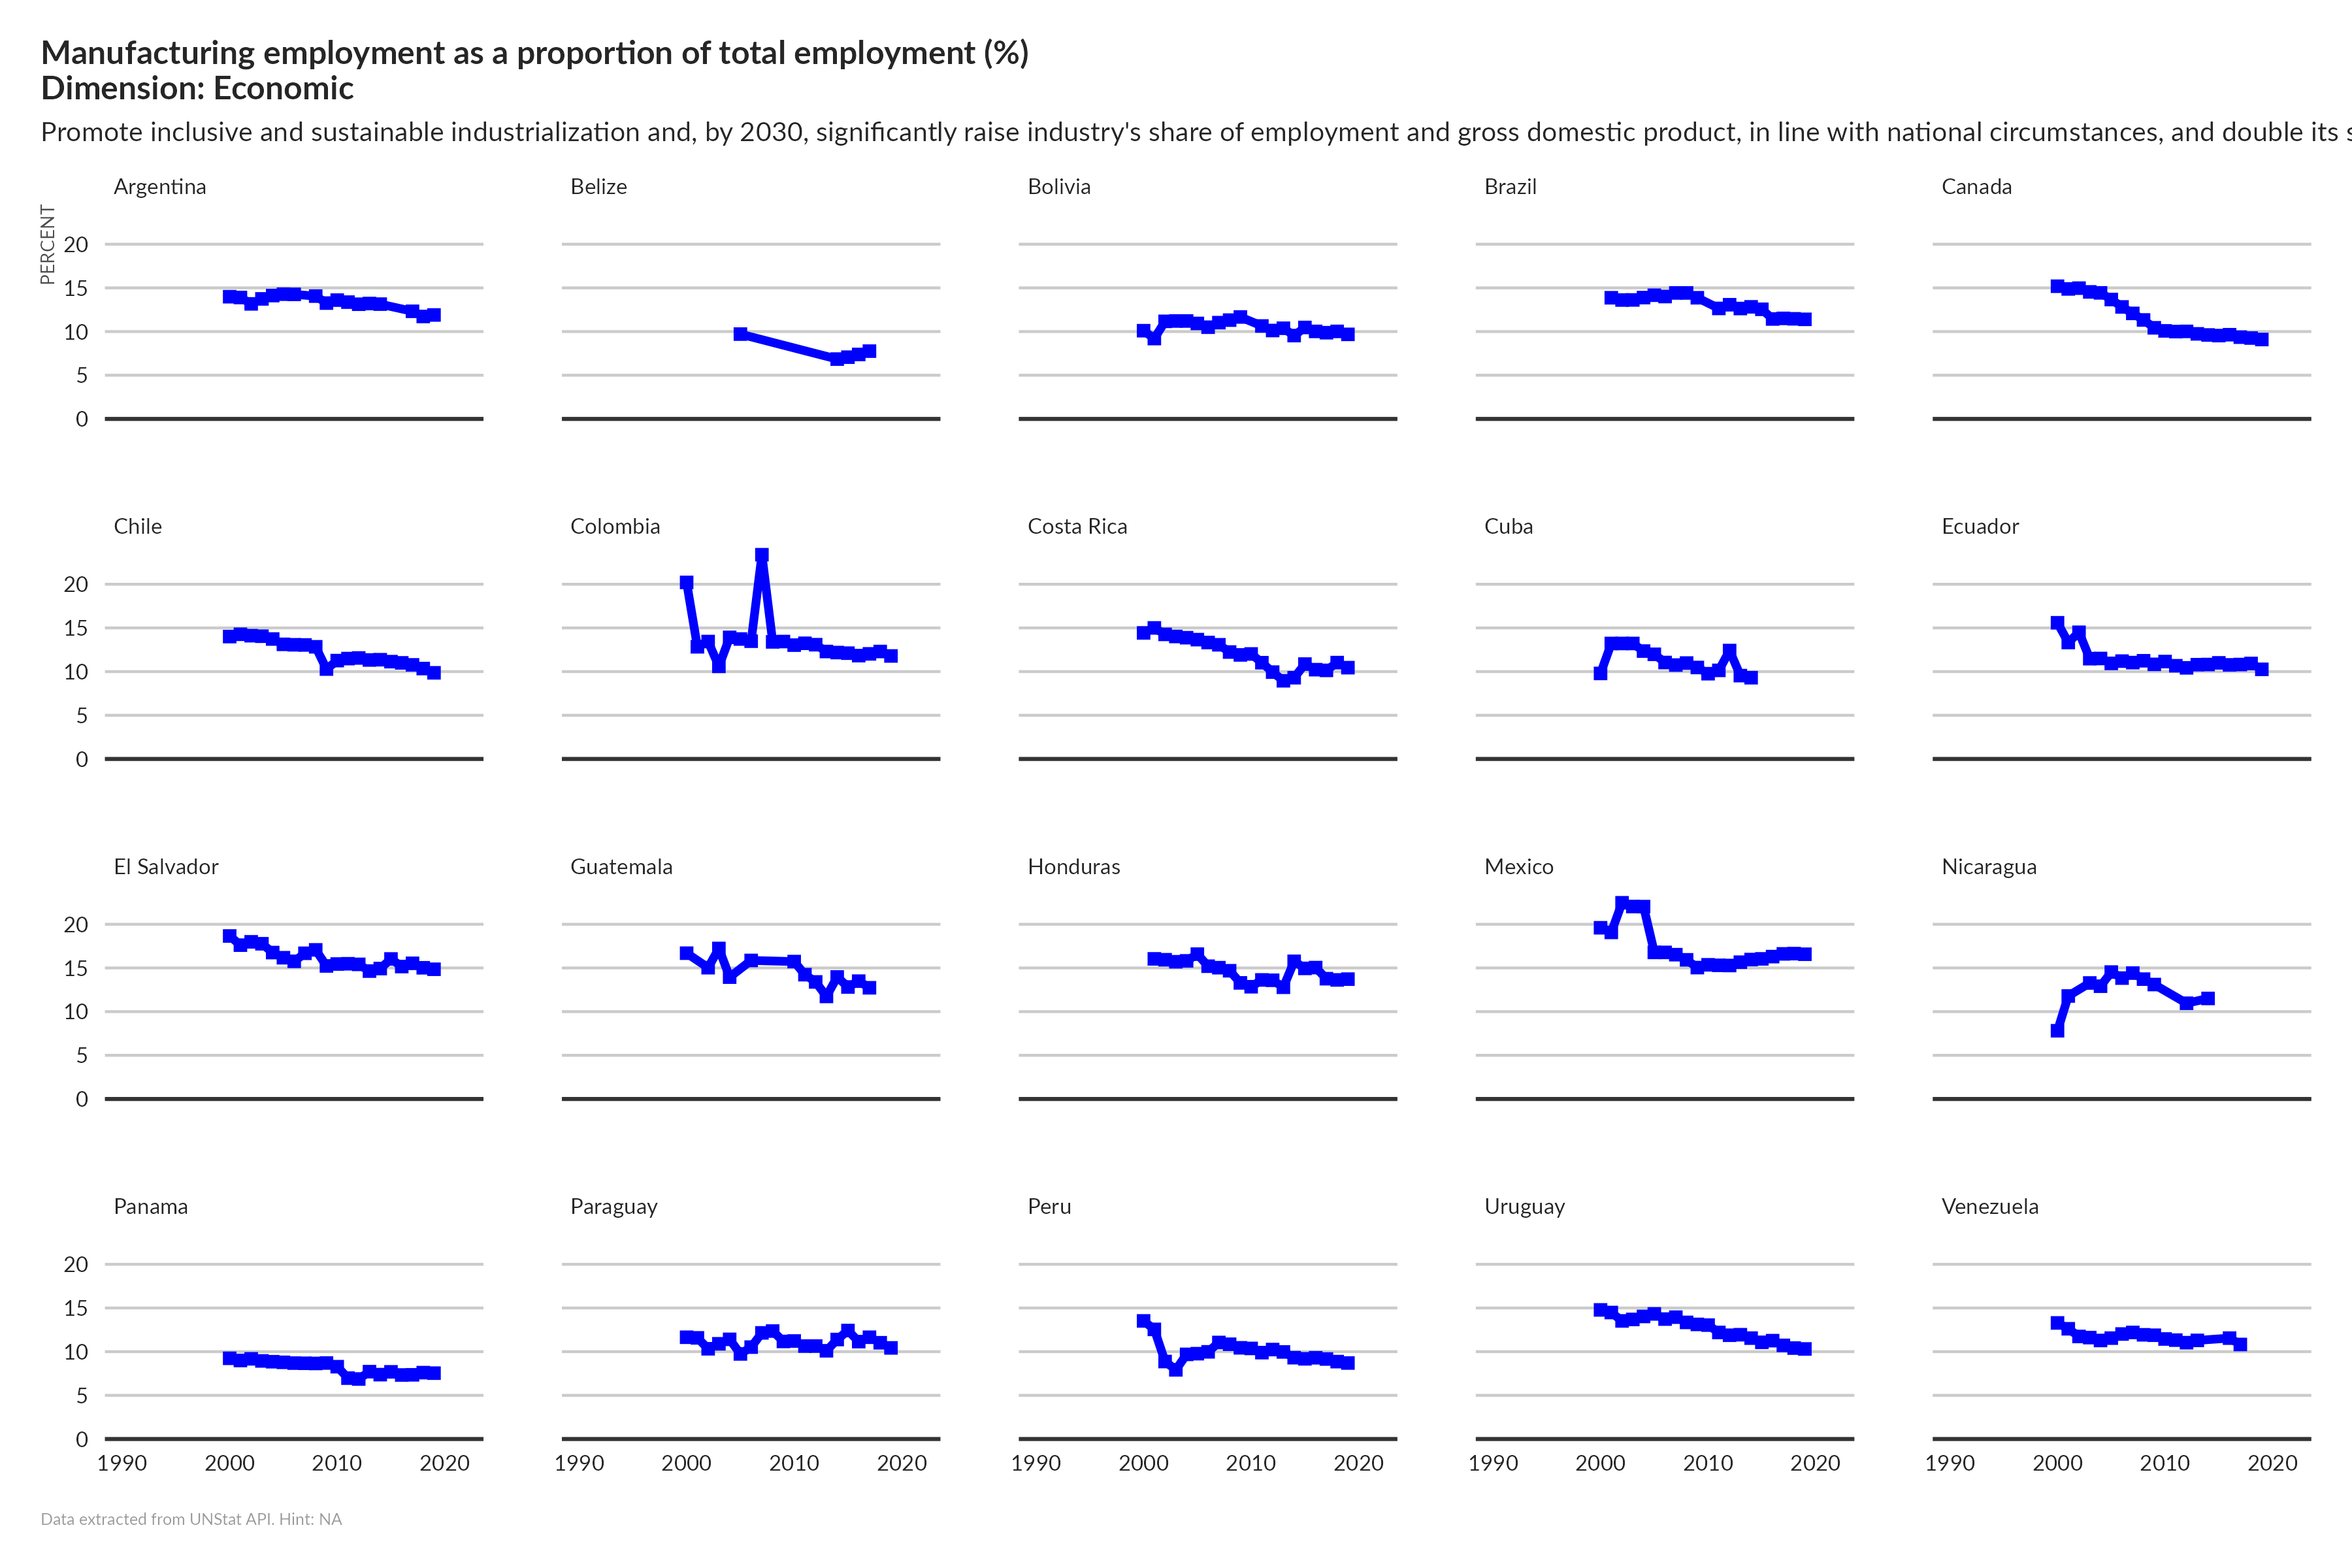 Manufacturing employment as a proportion of total employment (%)
Dimension: Economic
Promote inclusive and sustainable industrialization and, by 2030, significantly raise industry's share of employment and gross domestic product, in line with national circumstances, and double its
Argentina
Belize
Bolivia
Brazil
Canada
PERCENT
20
15
10
5
0
Chile
Colombia
Costa Rica
Cuba
Ecuador
20
15
10
5
0
El Salvador
Guatemala
Honduras
Mexico
Nicaragua
20
15
10
5
0
Panama
Paraguay
Peru
Uruguay
Venezuela
20
15
10
5
0
1990 2000 2010 2020
1990 2000 2010 2020
1990 2000 2010 2020
1990 2000 2010 2020
1990 2000 2010 2020
Data extracted from UNStat API. Hint: NA